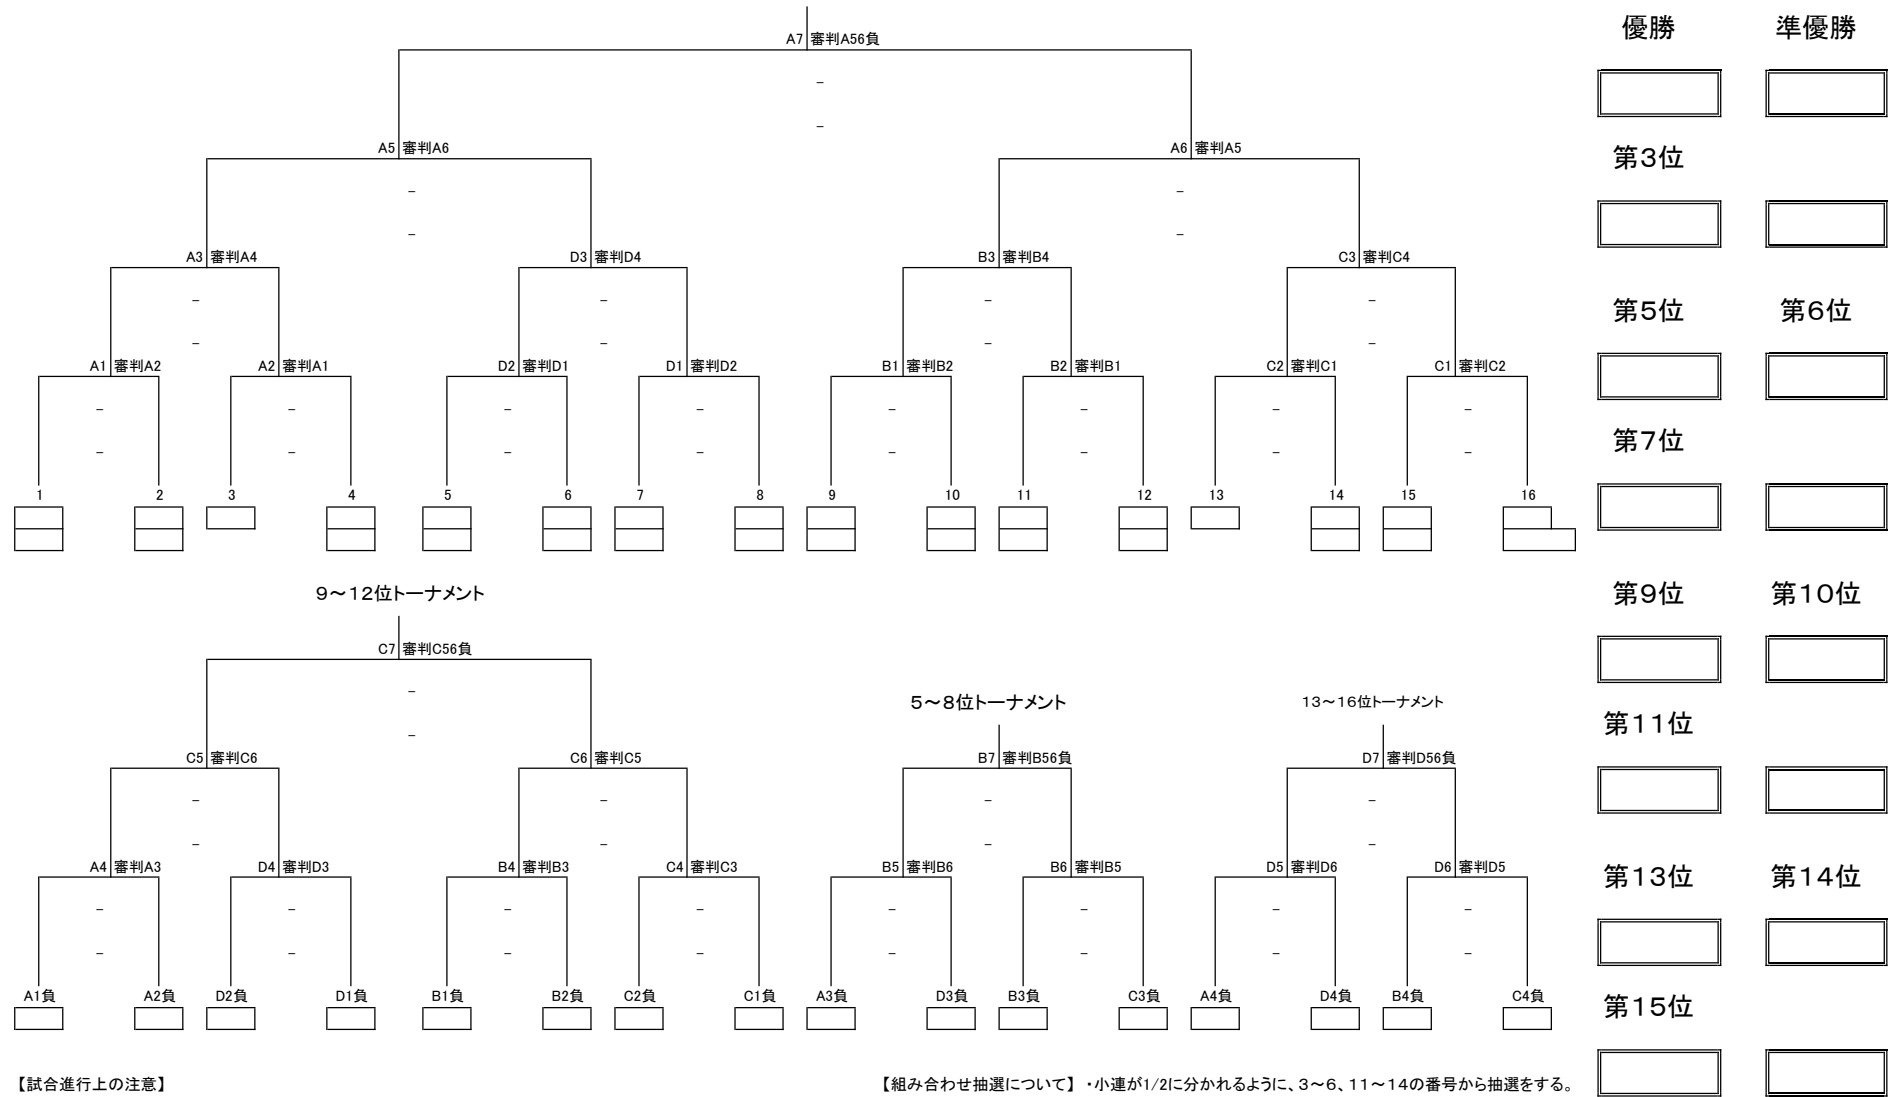 優勝 準優勝
A7 審判A56負
－
－
A5 審判A6 A6 審判A5
第3位
－ －
－ －
A3 審判A4 D3 審判D4 B3 審判B4 C3 審判C4
－ － － －
第5位 第6位
－ － － －
A1 審判A2 A2 審判A1 D2 審判D1 D1 審判D2 B1 審判B2 B2 審判B1 C2 審判C1 C1 審判C2
－ － － － － － － －
第7位
－ － － － － － － －
1 2 3 4 5 6 7 8 9 10 11 12 13 14 15 16
9～12位トーナメント
第9位 第10位
C7 審判C56負
－
5～8位トーナメント 13～16位トーナメント
第11位
－
C5 審判C6 C6 審判C5 B7 審判B56負 D7 審判D56負
－ － － －
－ － － －
A4 審判A3 D4 審判D3 B4 審判B3 C4 審判C3 B5 審判B6 B6 審判B5 D5 審判D6 D6 審判D5
第13位 第14位
－ － － － － － － －
－ － － － － － － －
A1負 A2負 D2負 D1負 B1負 B2負 C2負 C1負 A3負 D3負 B3負 C3負 A4負 D4負 B4負 C4負
第15位
【試合進行上の注意】 【組み合わせ抽選について】 ・小連が1/2に分かれるように、3～6、11～14の番号から抽選をする。